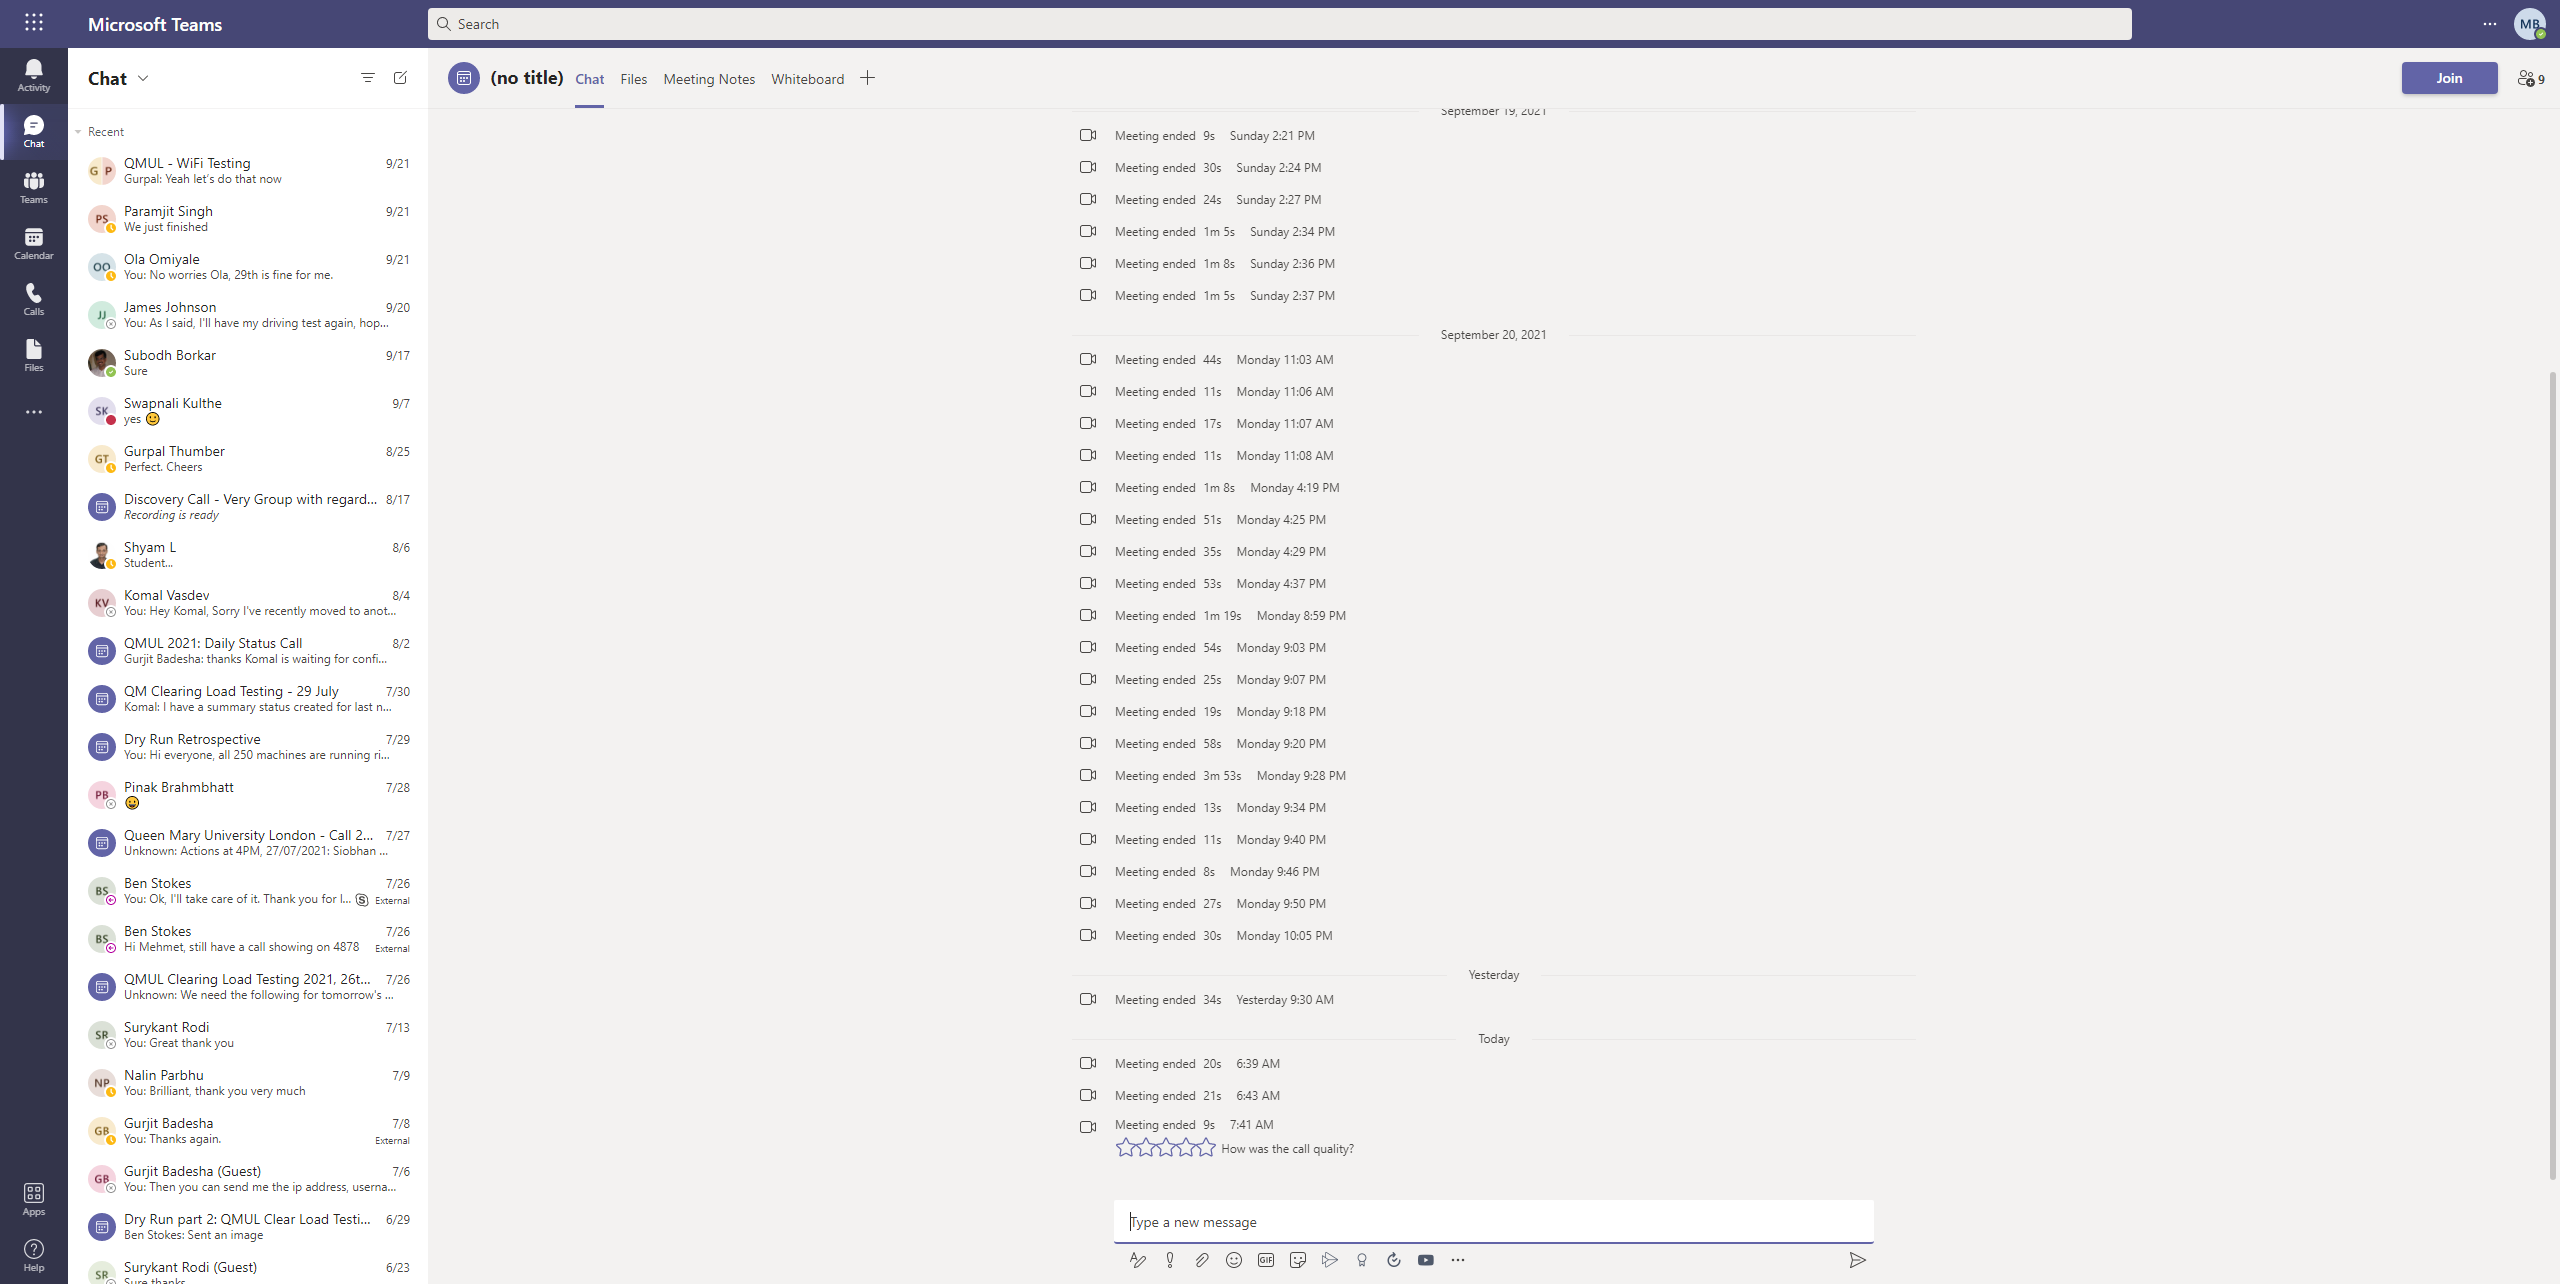 Microsoft Teams
Search
MB
Activity
Chat
Teams
Calendar
Calls
Files
Apps
Help
Chat
Recent
G P
QMUL - WiFi Testing 9/21
Gurpal: Yeah let's do that now
PS
Paramjit Singh 9/21
We just finished
OO
Ola Omiyale 9/21
You: No worries Ola, 29th is fine for me.
JJ
James Johnson 9/20
You: As I said, I'll have my driving test again, hop...
Subodh Borkar 9/17
Sure
SK
Swapnali Kulthe 9/7
yes
GT
Gurpal Thumber 8/25
Perfect. Cheers
Discovery Call - Very Group with regard... 8/17
Recording is ready
Shyam L 8/6
Student...
KV
Komal Vasdev 8/4
You: Hey Komal, Sorry I've recently moved to anot...
QMUL 2021: Daily Status Call 8/2
Gurjit Badesha: thanks Komal is waiting for confi...
QM Clearing Load Testing - 29 July 7/30
Komal: I have a summary status created for last n...
Dry Run Retrospective 7/29
You: Hi everyone, all 250 machines are running ri...
PB
Pinak Brahmbhatt 7/28
Queen Mary University London - Call 2... 7/27
Unknown: Actions at 4PM, 27/07/2021: Siobhan ...
BS
Ben Stokes 7/26
You: Ok, I'll take care of it. Thank you for l... External
BS
Ben Stokes 7/26
Hi Mehmet, still have a call showing on 4878 External
QMUL Clearing Load Testing 2021, 26t... 7/26
Unknown: We need the following for tomorrow's ...
SR
Surykant Rodi 7/13
You: Great thank you
NP
Nalin Parbhu 7/9
You: Brilliant, thank you very much
GB
Gurjit Badesha 7/8
You: Thanks again. External
GB
Gurjit Badesha (Guest) 7/6
You: Then you can send me the ip address, userna...
Dry Run part 2: QMUL Clear Load Testi... 6/29
Ben Stokes: Sent an image
SR
Surykant Rodi (Guest) 6/23
Sure thanks
(no title) Chat Files Meeting Notes Whiteboard
Join 9
September 19, 2021
Meeting ended 9s Sunday 2:21 PM
Meeting ended 30s Sunday 2:24 PM
Meeting ended 24s Sunday 2:27 PM
Meeting ended 1m 5s Sunday 2:34 PM
Meeting ended 1m 8s Sunday 2:36 PM
Meeting ended 1m 5s Sunday 2:37 PM
September 20, 2021
Meeting ended 44s Monday 11:03 AM
Meeting ended 11s Monday 11:06 AM
Meeting ended 17s Monday 11:07 AM
Meeting ended 11s Monday 11:08 AM
Meeting ended 1m 8s Monday 4:19 PM
Meeting ended 51s Monday 4:25 PM
Meeting ended 35s Monday 4:29 PM
Meeting ended 53s Monday 4:37 PM
Meeting ended 1m 19s Monday 8:59 PM
Meeting ended 54s Monday 9:03 PM
Meeting ended 25s Monday 9:07 PM
Meeting ended 19s Monday 9:18 PM
Meeting ended 58s Monday 9:20 PM
Meeting ended 3m 53s Monday 9:28 PM
Meeting ended 13s Monday 9:34 PM
Meeting ended 11s Monday 9:40 PM
Meeting ended 8s Monday 9:46 PM
Meeting ended 27s Monday 9:50 PM
Meeting ended 30s Monday 10:05 PM
Yesterday
Meeting ended 34s Yesterday 9:30 AM
Today
Meeting ended 20s 6:39 AM
Meeting ended 21s 6:43 AM
Meeting ended 9s 7:41 AM
How was the call quality?
Type a new message
GIF